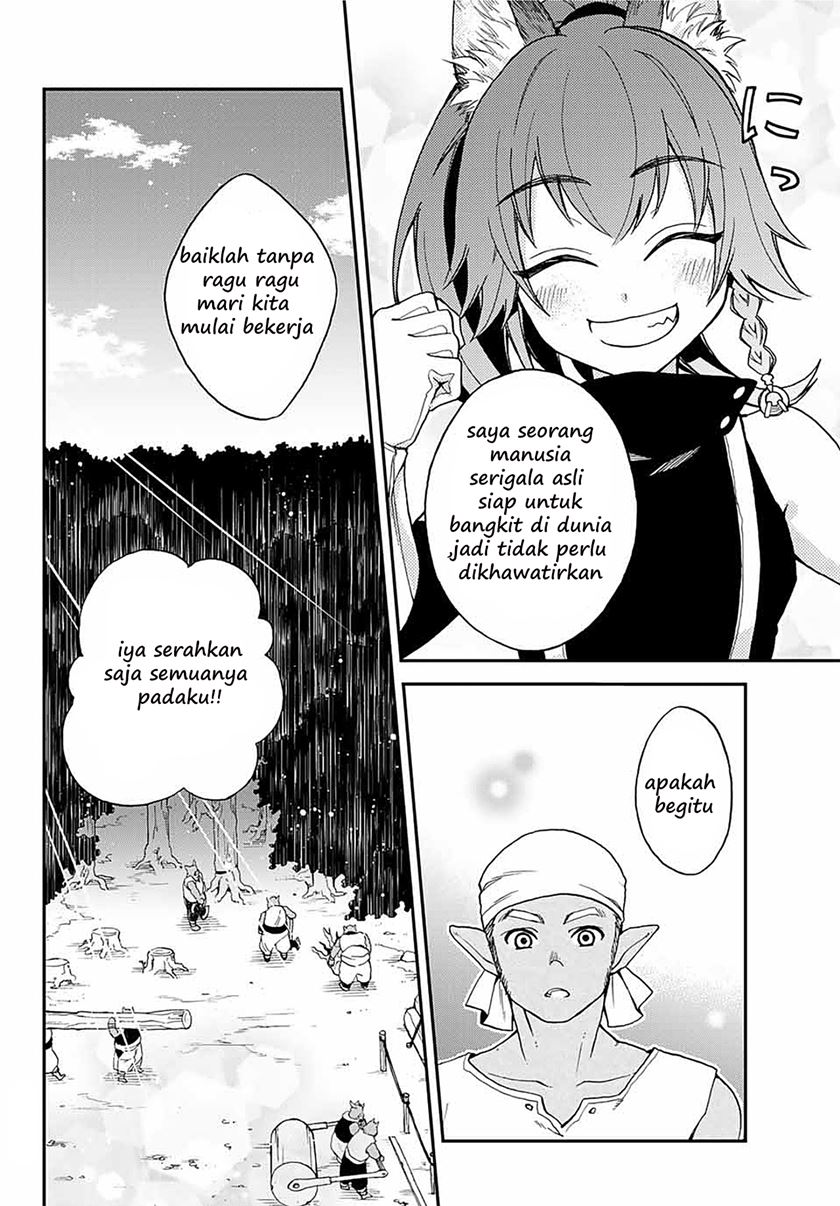 にこっ
saya seorang
manusia
serigala asli
siap untuk
bangkit di dunia
,jadi tidak perlu
dikhawatirkan
apakah
begitu
baiklah tanpa
ragu ragu
mari kita
mulai bekerja
iya serahkan
saja semuanya
padaku!!